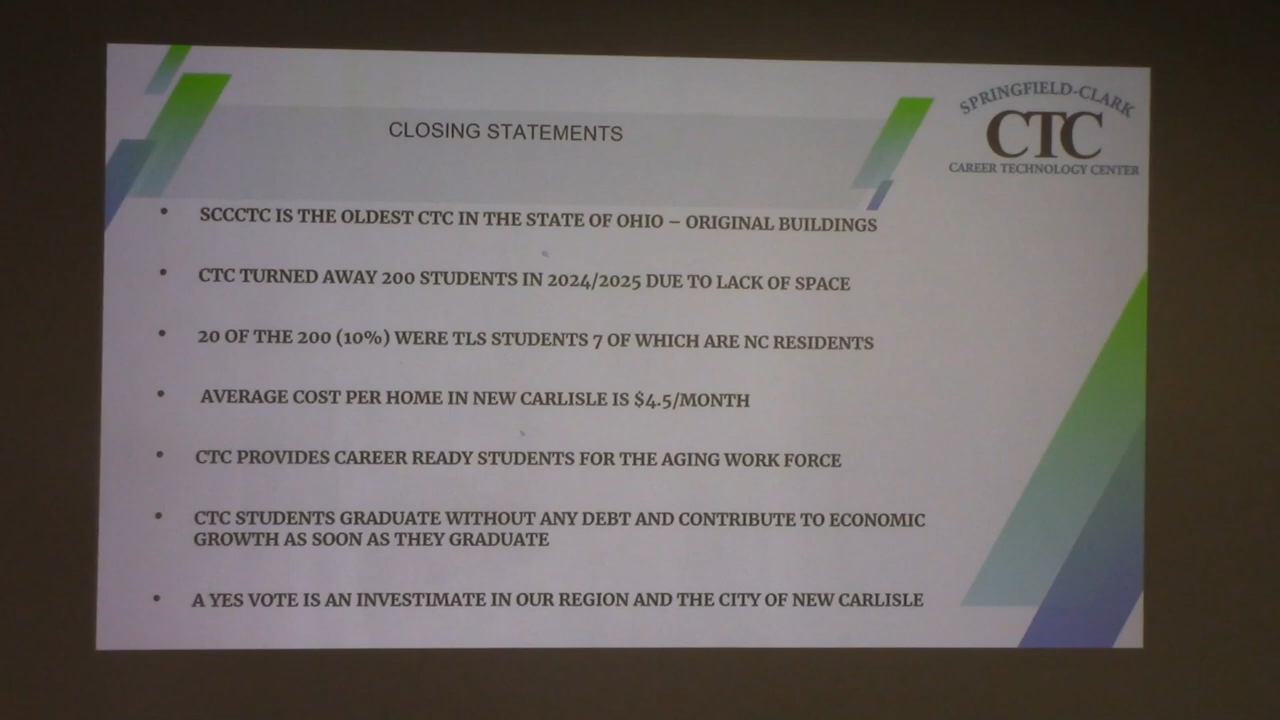 SPRINGFIELD-CLARK
CTC
CAREER TECHNOLOGY CENTER
CLOSING STATEMENTS
• SCCCTC IS THE OLDEST CTC IN THE STATE OF OHIO – ORIGINAL BUILDINGS
• CTC TURNED AWAY 200 STUDENTS IN 2024/2025 DUE TO LACK OF SPACE
• 20 OF THE 200 (10%) WERE TLS STUDENTS 7 OF WHICH ARE NC RESIDENTS
• AVERAGE COST PER HOME IN NEW CARLISLE IS $4.5/MONTH
• CTC PROVIDES CAREER READY STUDENTS FOR THE AGING WORK FORCE
• CTC STUDENTS GRADUATE WITHOUT ANY DEBT AND CONTRIBUTE TO ECONOMIC
GROWTH AS SOON AS THEY GRADUATE
• A YES VOTE IS AN INVESTIMATE IN OUR REGION AND THE CITY OF NEW CARLISLE